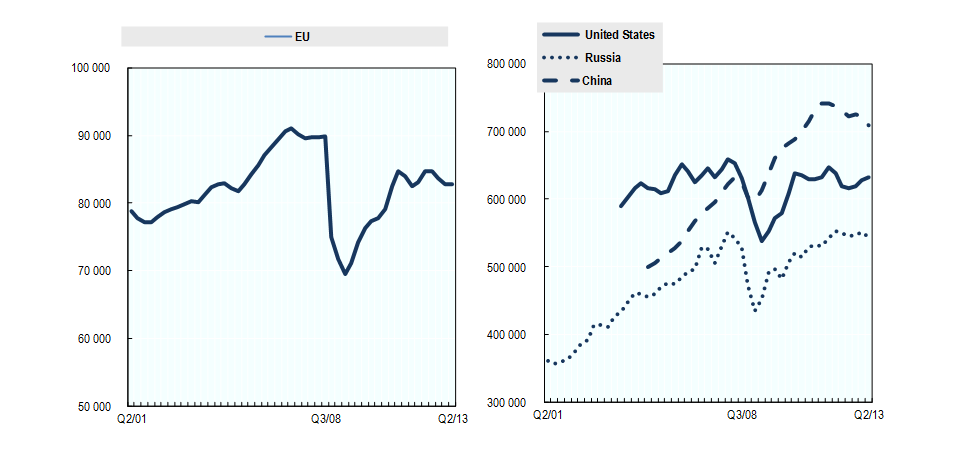 EU
100 000
90 000
80 000
70 000
60 000
50 000
Q2/01
Q3/08
Q2/13
United States
Russia
China
800 000
700 000
600 000
500 000
400 000
300 000
Q2/01
Q3/08
Q2/13